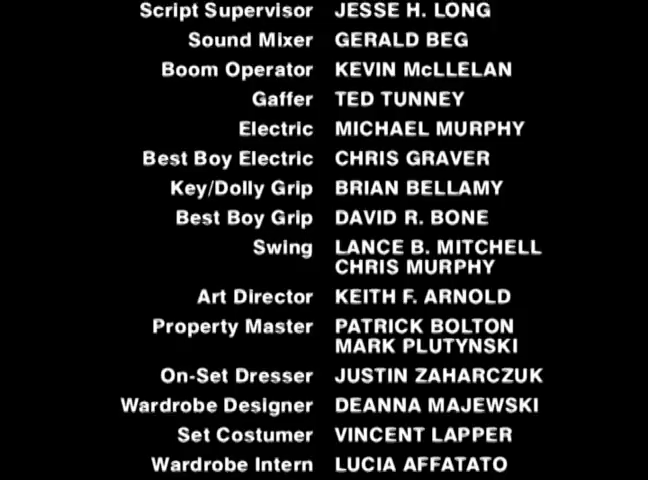 Script Supervisor JESSE H. LONG
Sound Mixer GERALD BEG
Boom Operator KEVIN McLLELAN
Gaffer TED TUNNEY
Electric MICHAEL MURPHY
Best Boy Electric CHRIS GRAVER
Key/Dolly Grip BRIAN BELLAMY
Best Boy Grip DAVID R. BONE
Swing LANCE B. MITCHELL
CHRIS MURPHY
Art Director KEITH F. ARNOLD
Property Master PATRICK BOLTON
MARK PLUTYNSKI
On-Set Dresser JUSTIN ZAHARCZUK
Wardrobe Designer DEANNA MAJEWSKI
Set Costumer VINCENT LAPPER
Wardrobe Intern LUCIA AFFATATO